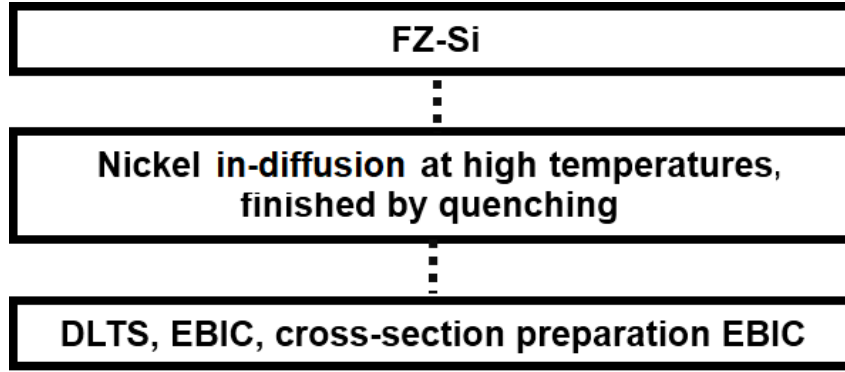 FZ-Si
Nickel in-diffusion at high temperatures,
finished by quenching
DLTS, EBIC, cross-section preparation EBIC